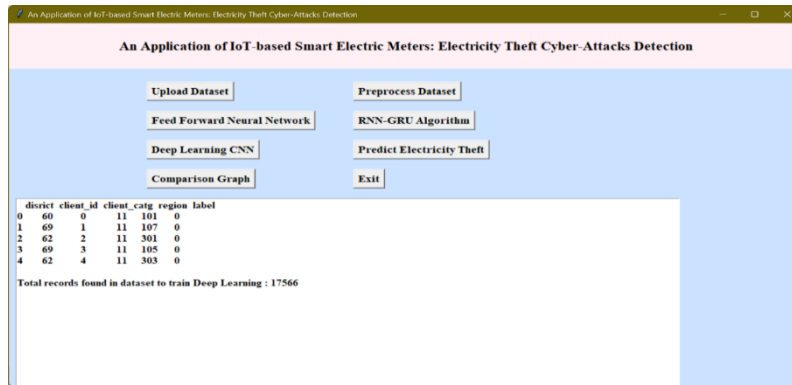 An Application of IoT-based Smart Electric Meters: Electricity Theft Cyber-Attacks Detection
An Application of IoT-based Smart Electric Meters: Electricity Theft Cyber-Attacks Detection
Upload Dataset Preprocess Dataset
Feed Forward Neural Network RNN-GRU Algorithm
Deep Learning CNN Predict Electricity Theft
Comparison Graph Exit
disrict client_id client_catg region label
0 60 0 11 101 0
1 69 1 11 107 0
2 62 2 11 301 0
3 69 3 11 105 0
4 62 4 11 303 0
Total records found in dataset to train Deep Learning : 17566